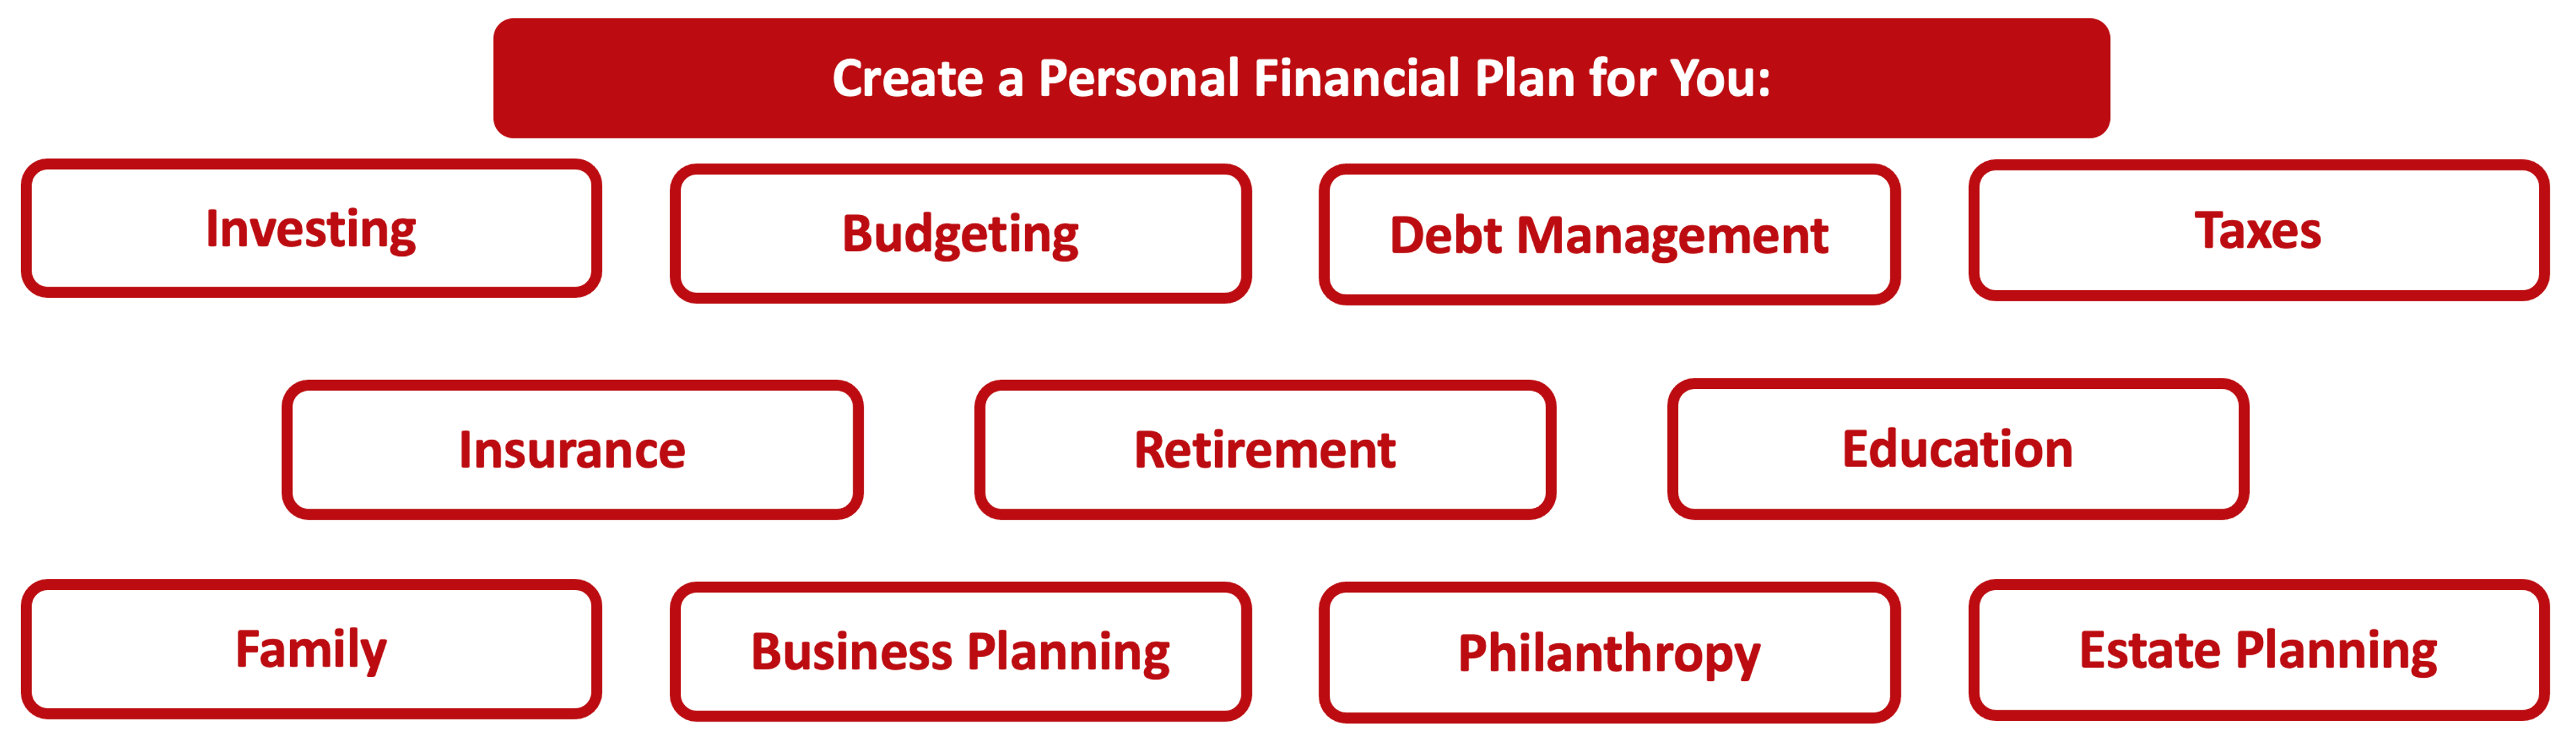 Create a Personal Financial Plan for You:
Investing
Budgeting
Debt Management
Taxes
Insurance
Retirement
Education
Family
Business Planning
Philanthropy
Estate Planning